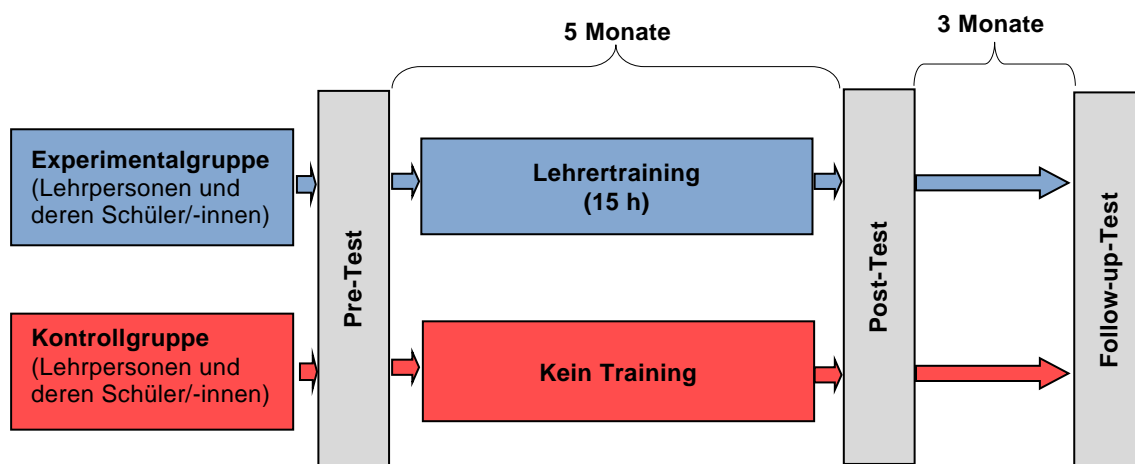 5 Monate
3 Monate
Experimentalgruppe
(Lehrpersonen und
deren Schüler/-innen)
Pre-Test
Lehrertraining
(15 h)
Post-Test
Follow-up-Test
Kontrollgruppe
(Lehrpersonen und
deren Schüler/-innen)
Kein Training